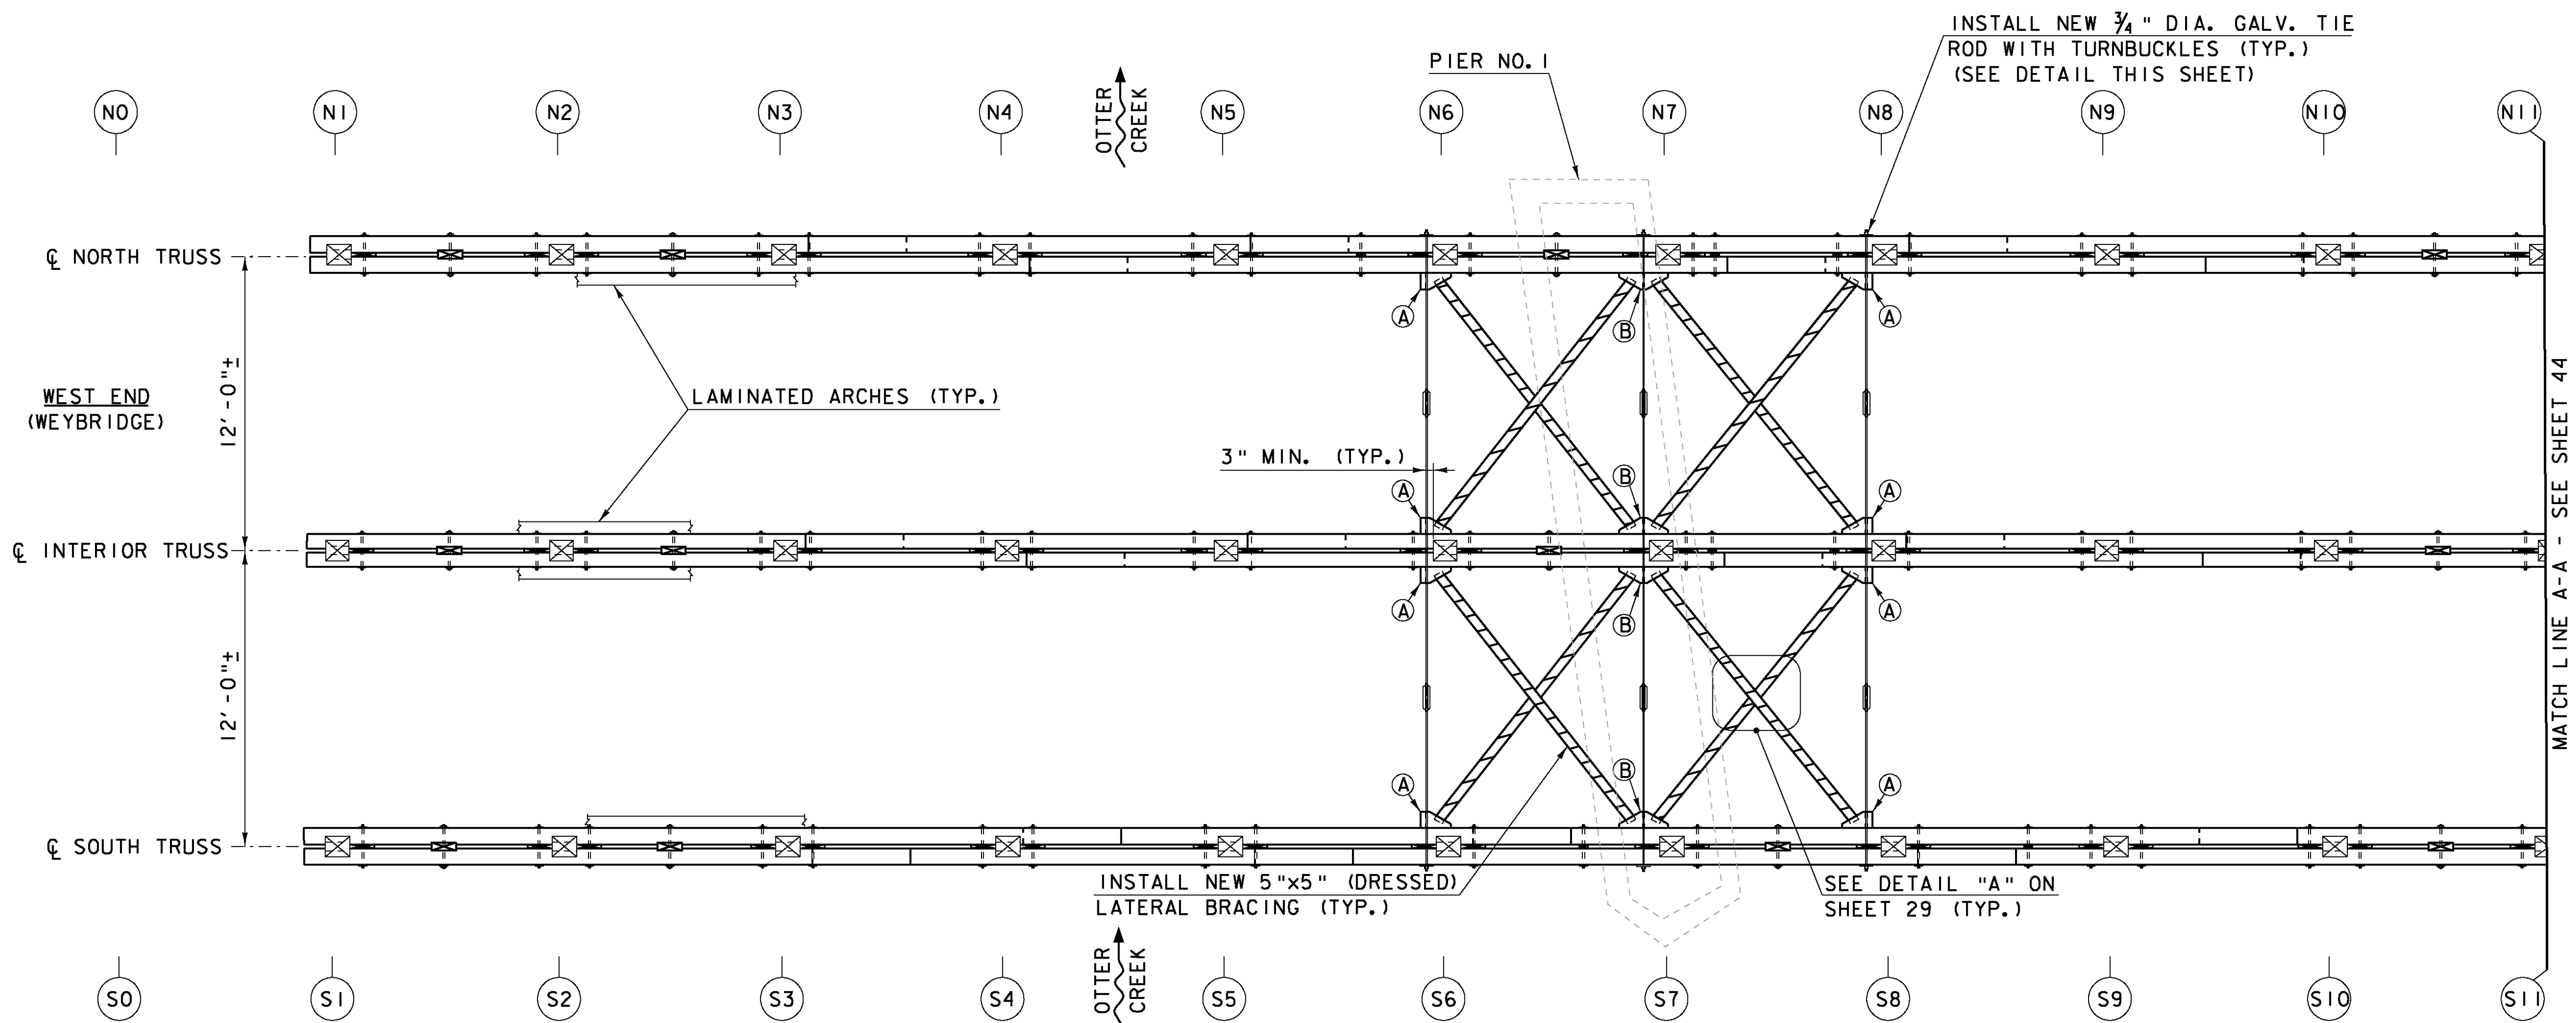 INSTALL NEW 3/4" DIA. GALV. TIE
ROD WITH TURNBUCKLES (TYP.)
(SEE DETAIL THIS SHEET)
PIER NO. 1
OTTER
CREEK
N0
N1
N2
N3
N4
N5
N6
N7
N8
N9
N10
N11
℄ NORTH TRUSS
A
B
A
12'-0"±
WEST END
(WEYBRIDGE)
LAMINATED ARCHES (TYP.)
3" MIN. (TYP.)
A
B
A
℄ INTERIOR TRUSS
A
B
A
12'-0"±
MATCH LINE A-A - SEE SHEET 44
A
B
A
℄ SOUTH TRUSS
INSTALL NEW 5"x5" (DRESSED)
LATERAL BRACING (TYP.)
SEE DETAIL "A" ON
SHEET 29 (TYP.)
OTTER
CREEK
S0
S1
S2
S3
S4
S5
S6
S7
S8
S9
S10
S11